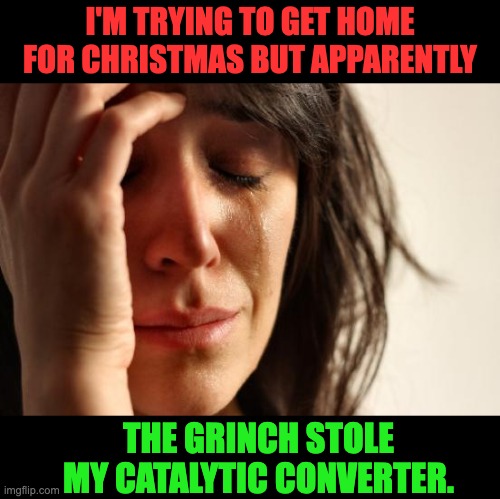 I'M TRYING TO GET HOME
FOR CHRISTMAS BUT APPARENTLY
THE GRINCH STOLE
MY CATALYTIC CONVERTER.
imgflip.com